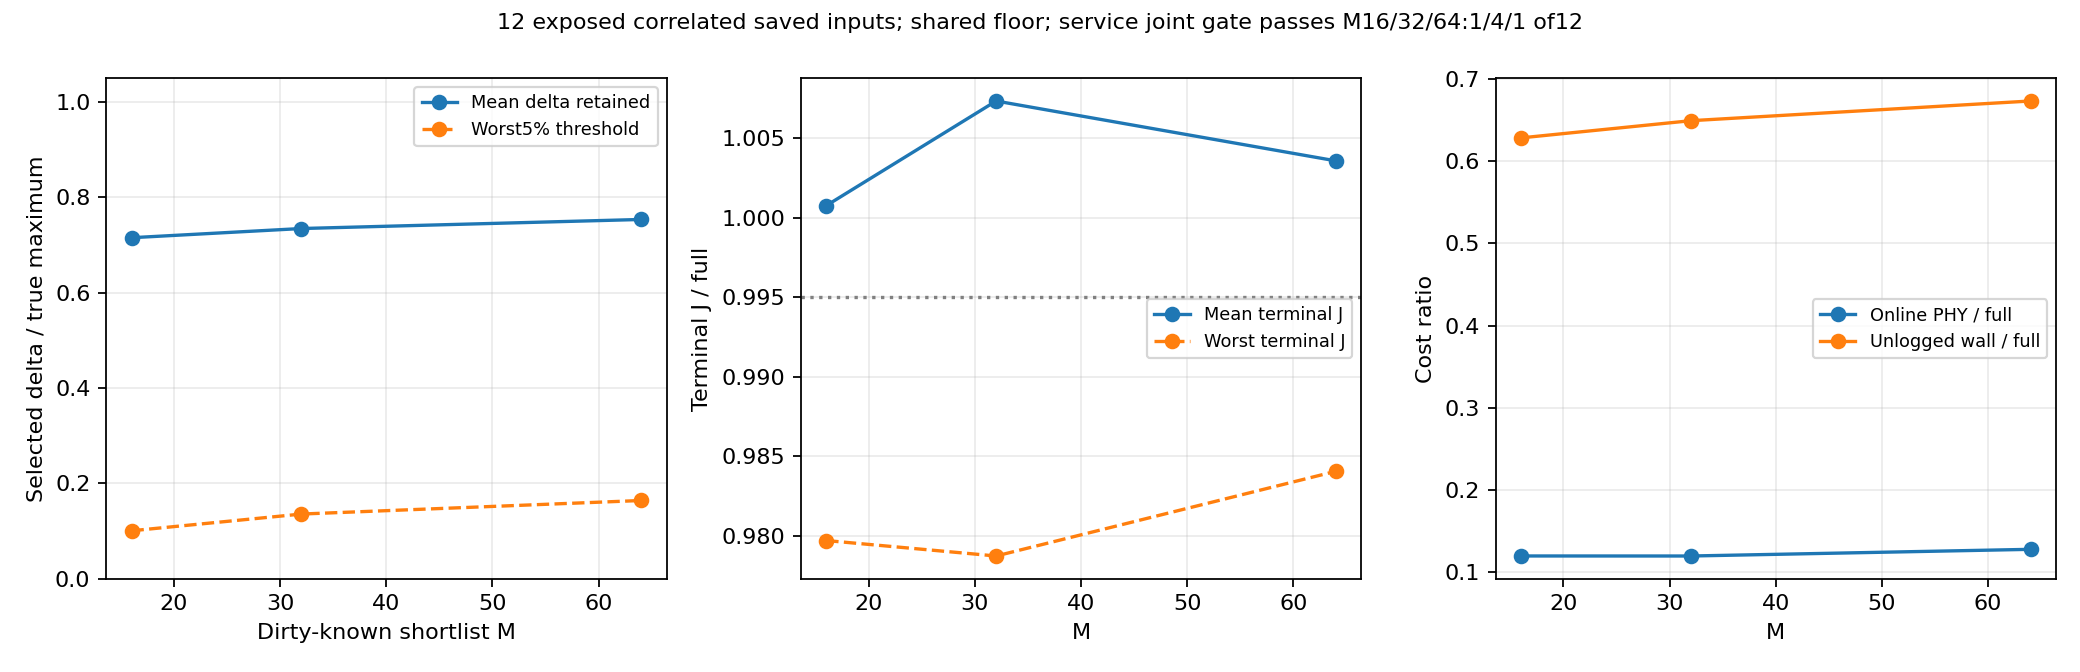 12 exposed correlated saved inputs; shared floor; service joint gate passes M16/32/64:1/4/1 of12
Selected delta / true maximum
1.0
0.8
0.6
0.4
0.2
0.0
Mean delta retained
Worst5% threshold
20
30
40
50
60
Dirty-known shortlist M
Terminal J / full
1.005
1.000
0.995
0.990
0.985
0.980
Mean terminal J
Worst terminal J
20
30
40
50
60
M
Cost ratio
0.7
0.6
0.5
0.4
0.3
0.2
0.1
Online PHY / full
Unlogged wall / full
20
30
40
50
60
M